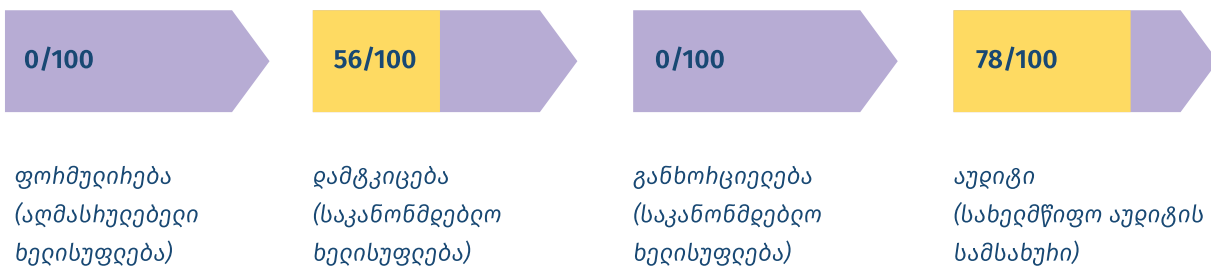 0/100
ფორმულირება
(აღმასრულებელი
ხელისუფლება)
56/100
დამტკიცება
(საკანონმდებლო
ხელისუფლება)
0/100
განხორციელება
(საკანონმდებლო
ხელისუფლება)
78/100
აუდიტი
(სახელმწიფო აუდიტის
სამსახური)